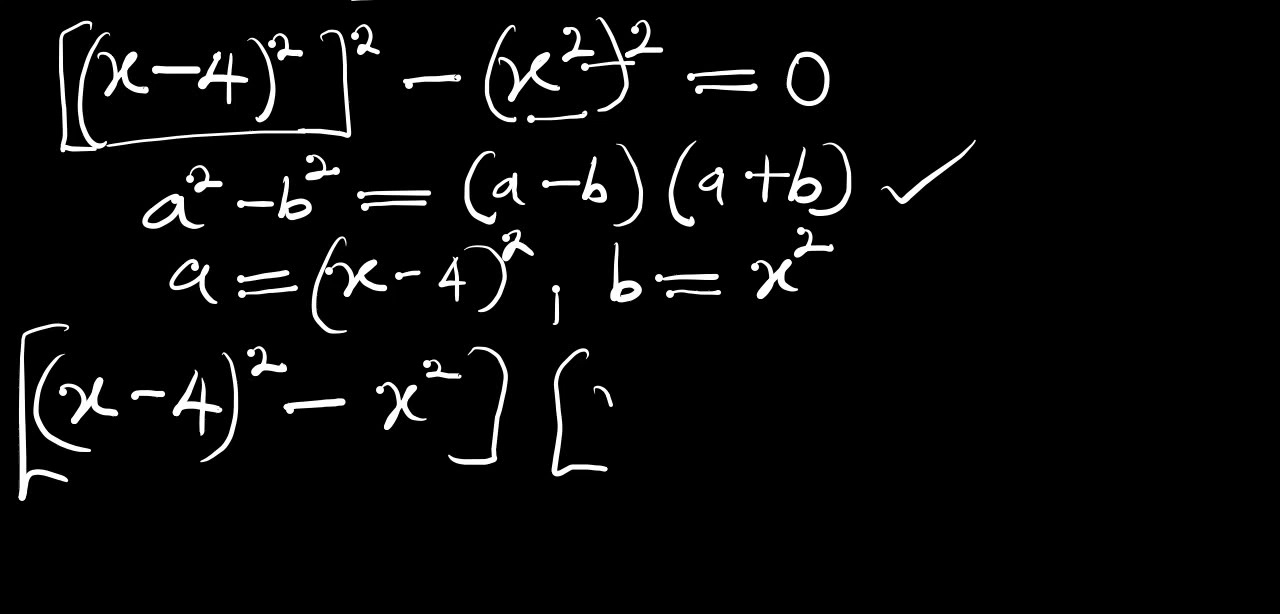 [(x-4)²]² - (x²)² = 0
a² - b² = (a-b)(a+b) ✓
a = (x-4)², b = x²
[(x-4)² - x²] [